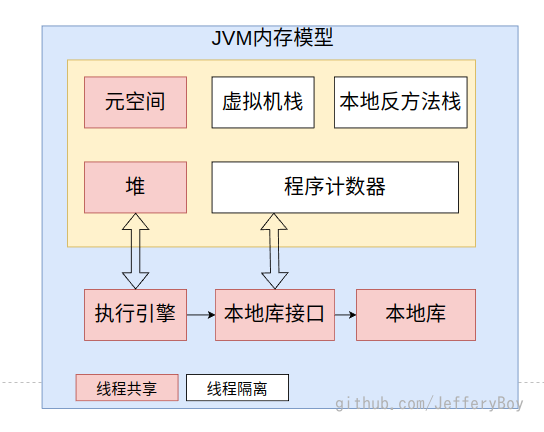 JVM内存模型
元空间
虚拟机栈
本地反方法栈
堆
程序计数器
执行引擎
本地库接口
本地库
线程共享
线程隔离
github.com/JefferyBoy